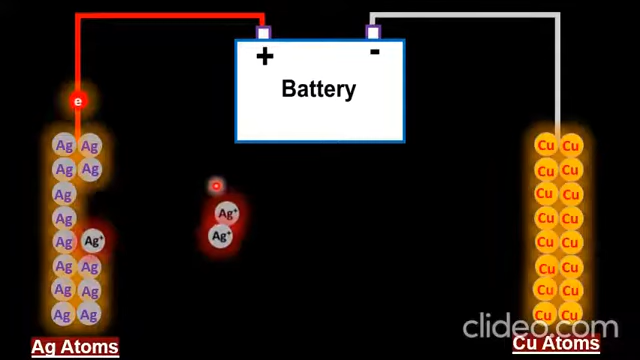 + -
Battery
e
Ag Ag Cu Cu
Ag Ag Cu Cu
Ag Cu Cu
Ag Ag⁺ Cu Cu
Ag Ag⁺ Ag⁺ Cu Cu
Ag Ag Cu Cu
Ag Ag Cu Cu
Ag Ag Cu Cu
clideo.com
Ag Atoms Cu Atoms